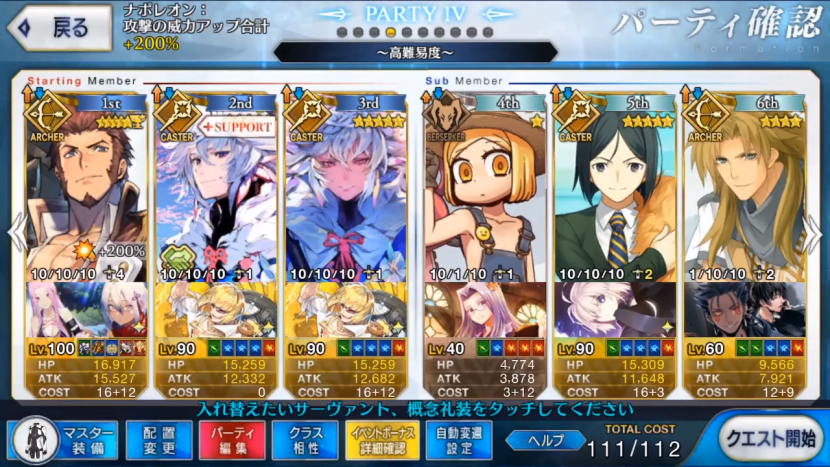 戻る
ナポレオン：
攻撃の威力アップ合計
+200%
PARTY IV
～高難易度～
パーティ確認
formation
Starting Member
Sub Member
1st
2nd
3rd
4th
5th
6th
ARCHER
CASTER
CASTER
BERSERKER
CASTER
ARCHER
+SUPPORT
+200%
10/10/10 4
10/10/10 1
10/10/10 1
10/1/10 1
10/10/10 2
1/10/10 2
Lv.100
Lv.90
Lv.90
Lv.40
Lv.90
Lv.60
HP 16,917
ATK 15,527
COST 16+12
HP 15,259
ATK 12,332
COST 0
HP 15,259
ATK 12,682
COST 16+12
HP 4,774
ATK 3,878
COST 3+12
HP 15,309
ATK 11,648
COST 16+12
HP 9,566
ATK 7,921
COST 12+9
入れ替えたいサーヴァント、概念礼装をタッチしてください
マスター装備
配置変更
パーティ編集
クラス相性
イベントボーナス詳細確認
自動変還設定
ヘルプ
TOTAL COST
111/112
クエスト開始